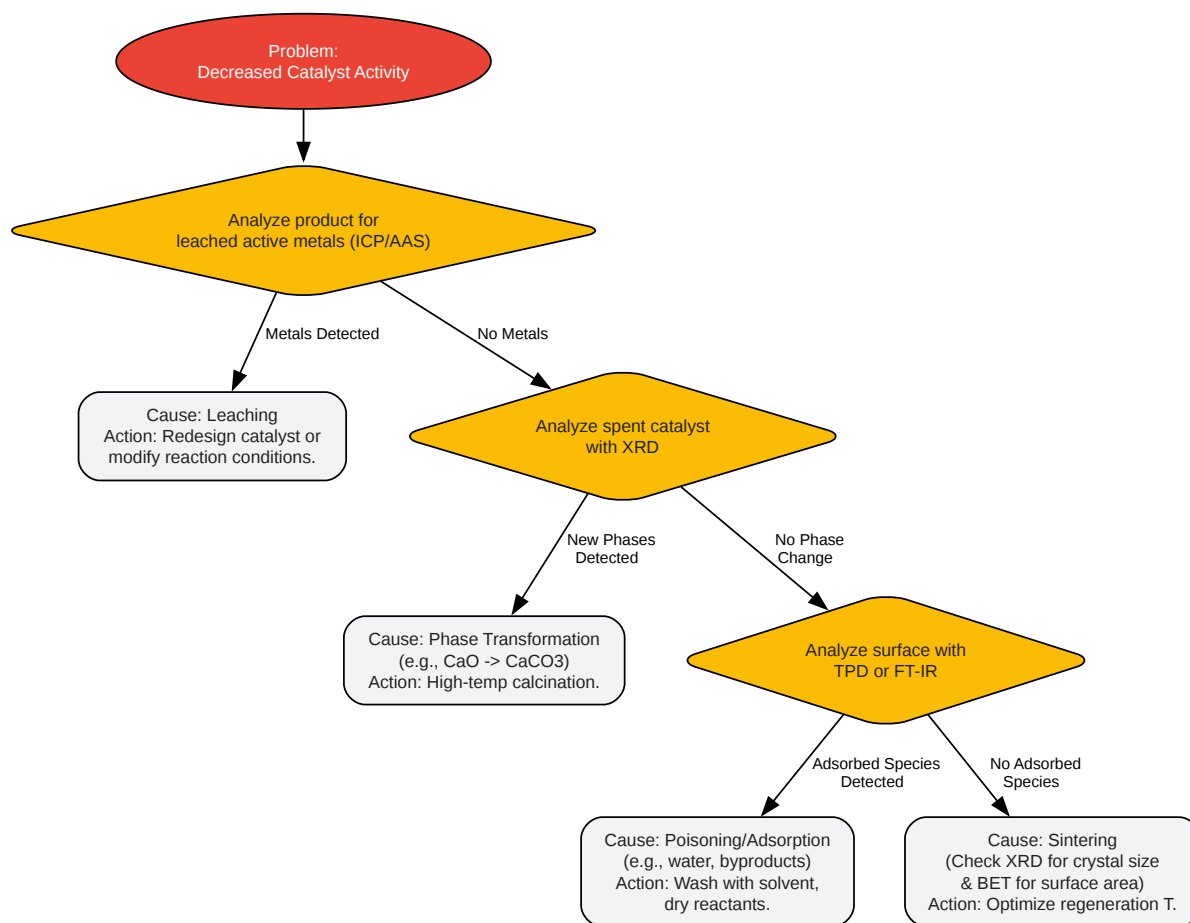 Problem:
Decreased Catalyst Activity
Analyze product for
leached active metals (ICP/AAS)
Metals Detected
No Metals
Cause: Leaching
Action: Redesign catalyst or
modify reaction conditions.
Analyze spent catalyst
with XRD
New Phases
Detected
No Phase
Change
Cause: Phase Transformation
(e.g., CaO -> CaCO3)
Action: High-temp calcination.
Analyze surface with
TPD or FT-IR
Adsorbed Species
Detected
No Adsorbed
Species
Cause: Poisoning/Adsorption
(e.g., water, byproducts)
Action: Wash with solvent,
dry reactants.
Cause: Sintering
(Check XRD for crystal size
& BET for surface area)
Action: Optimize regeneration T.